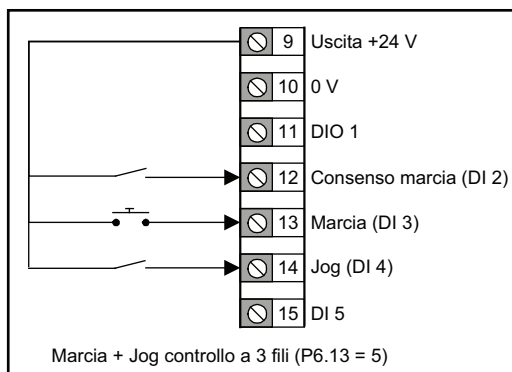 9 Uscita +24 V
10 0 V
11 DIO 1
12 Consenso marcia (DI 2)
13 Marcia (DI 3)
14 Jog (DI 4)
15 DI 5
Marcia + Jog controllo a 3 fili (P6.13 = 5)